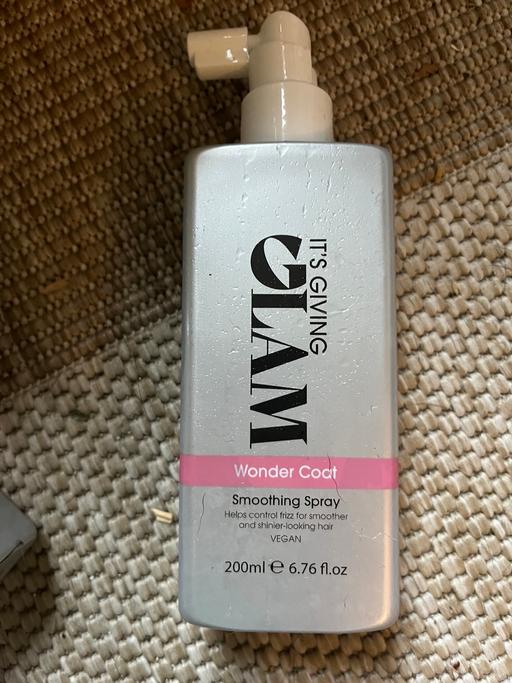 IT'S GIVING
GLAM
Wonder Coat
Smoothing Spray
Helps control frizz for smoother
and shinier-looking hair
VEGAN
200ml ℮ 6.76 fl.oz